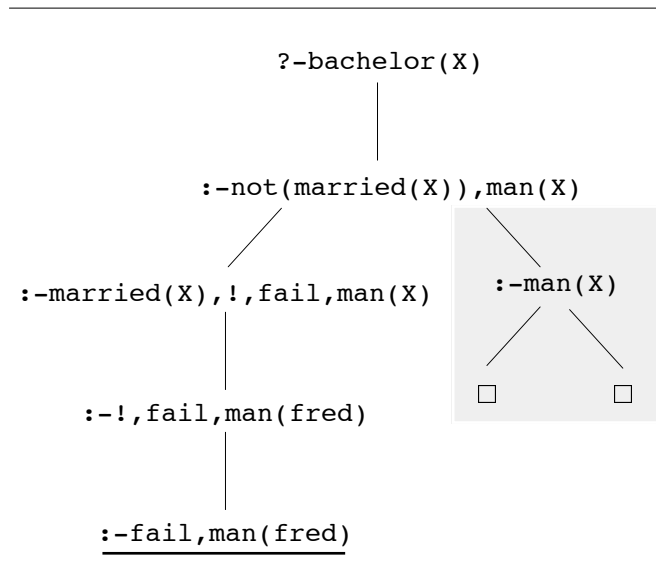 ?-bachelor(X)
:-not(married(X)),man(X)
:-married(X),!,fail,man(X)
:-man(X)
:-!,fail,man(fred)
:-fail,man(fred)